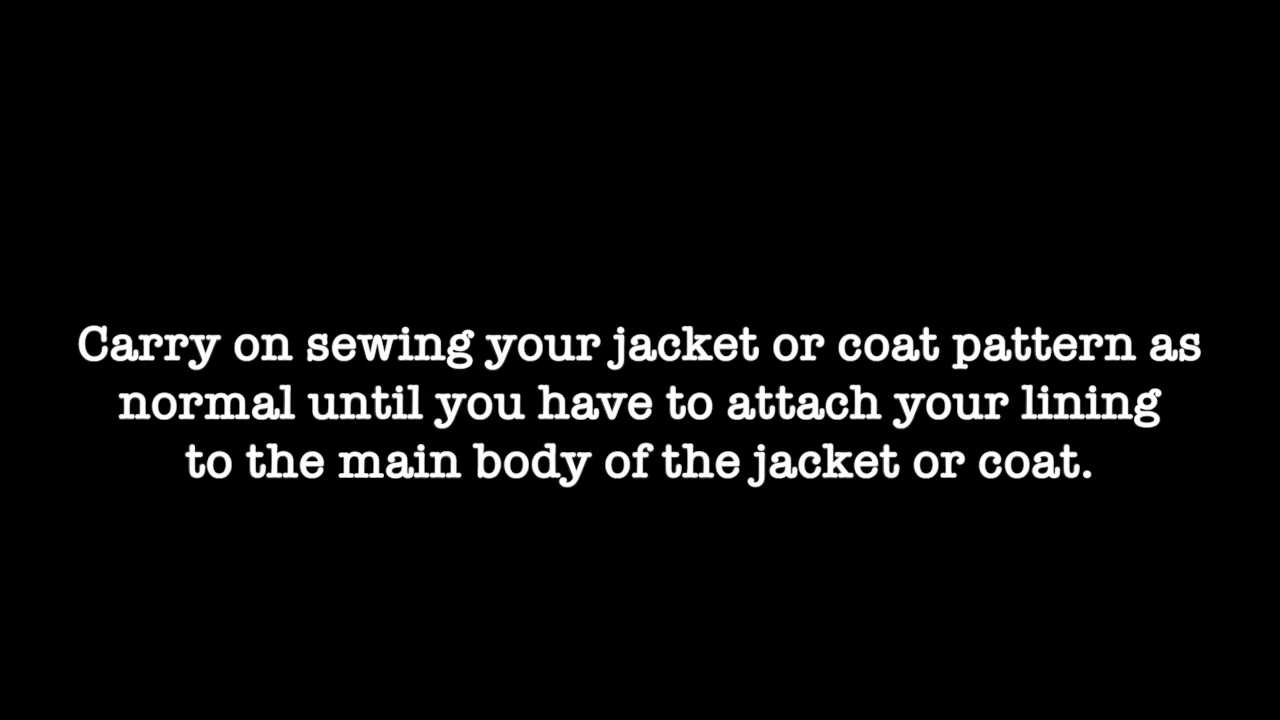 Carry on sewing your jacket or coat pattern as
normal until you have to attach your lining
to the main body of the jacket or coat.